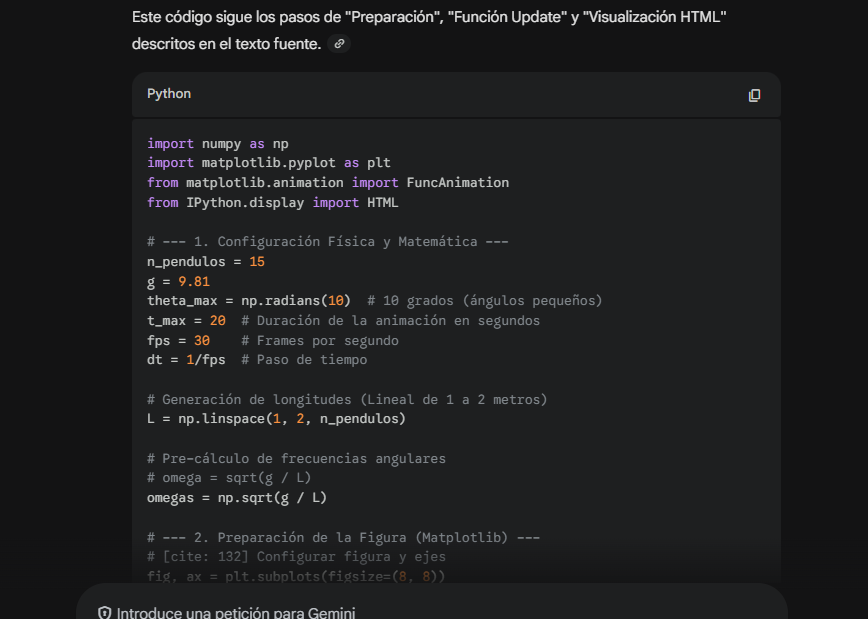 Este código sigue los pasos de "Preparación", "Función Update" y "Visualización HTML"
descritos en el texto fuente.
Python
import numpy as np
import matplotlib.pyplot as plt
from matplotlib.animation import FuncAnimation
from IPython.display import HTML
# --- 1. Configuración Física y Matemática ---
n_pendulos = 15
g = 9.81
theta_max = np.radians(10)  # 10 grados (ángulos pequeños)
t_max = 20  # Duración de la animación en segundos
fps = 30    # Frames por segundo
dt = 1/fps  # Paso de tiempo
# Generación de longitudes (Lineal de 1 a 2 metros)
L = np.linspace(1, 2, n_pendulos)
# Pre-cálculo de frecuencias angulares
# omega = sqrt(g / L)
omegas = np.sqrt(g / L)
# --- 2. Preparación de la Figura (Matplotlib) ---
# [cite: 132] Configurar figura y ejes
fig, ax = plt.subplots(figsize=(8, 8))
Introduce una petición para Gemini